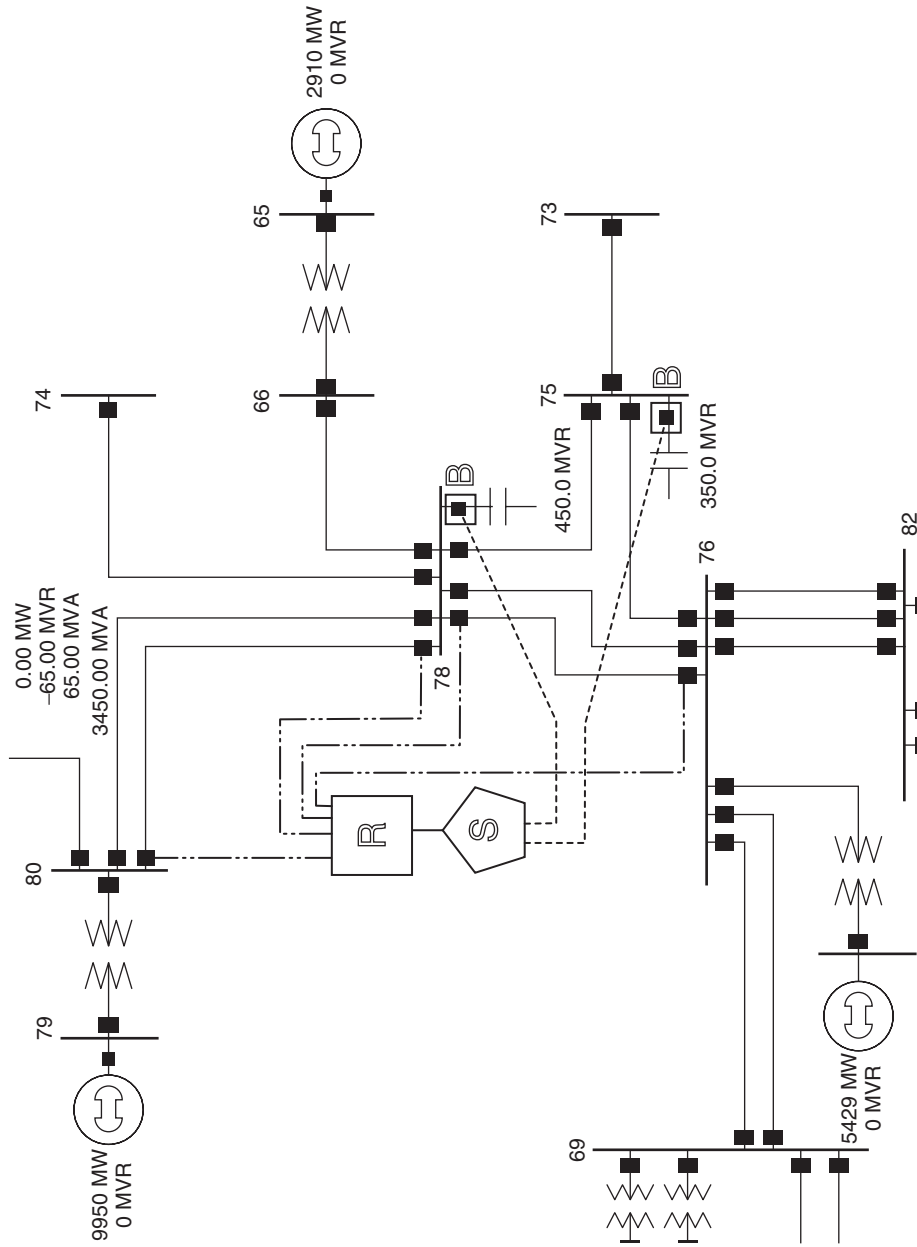 2910 MW
0 MVR
65
73
74
66
75
B
B
450.0 MVR
350.0 MVR
0.00 MW
–65.00 MVR
65.00 MVA
3450.00 MVA
78
76
82
R
S
80
79
9950 MW
0 MVR
69
5429 MW
0 MVR